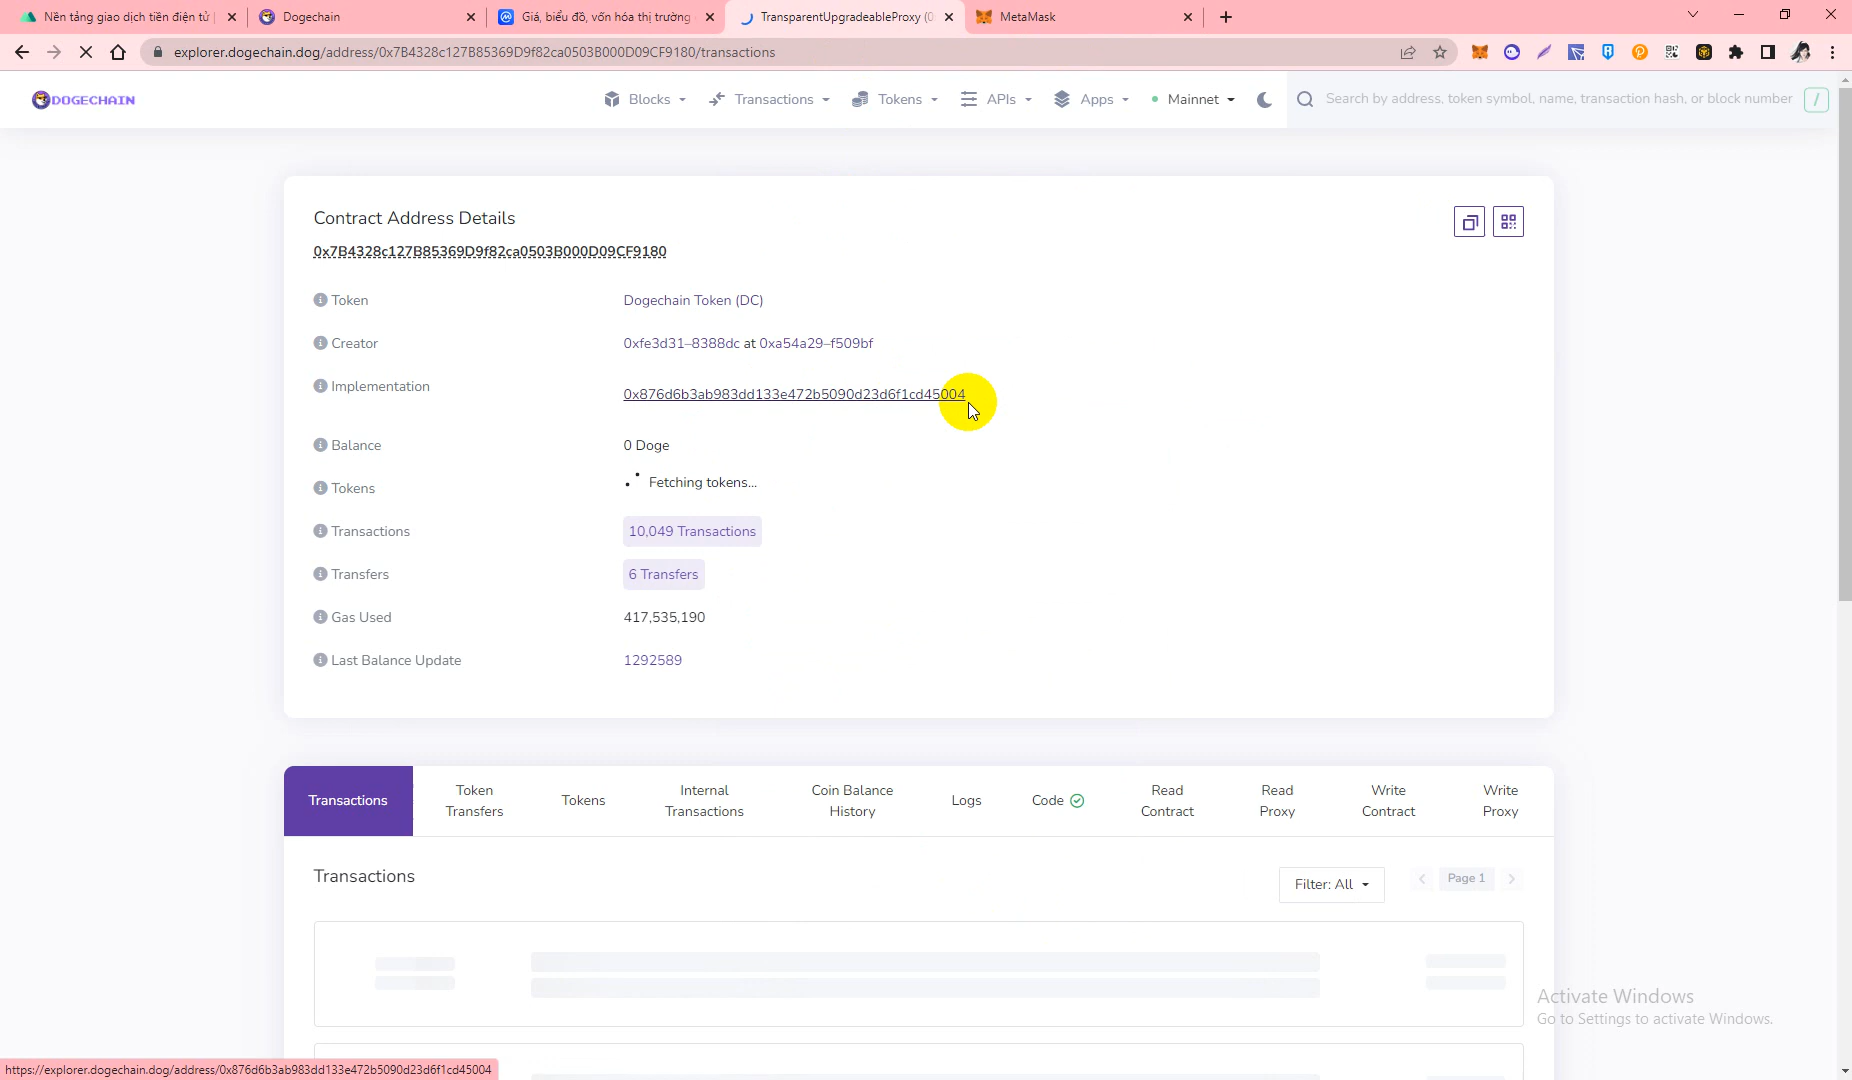 Nền tảng giao dịch tiền điện tử
Dogechain
Giá, biểu đồ, vốn hóa thị trường
TransparentUpgradeableProxy (0
MetaMask
explorer.dogechain.dog/address/0x7B4328c127B85369D9f82ca0503B000D09CF9180/transactions
DOGECHAIN
Blocks
Transactions
Tokens
APIs
Apps
Mainnet
Search by address, token symbol, name, transaction hash, or block number
/
Contract Address Details
0x7B4328c127B85369D9f82ca0503B000D09CF9180
Token
Dogechain Token (DC)
Creator
0xfe3d31–8388dc at 0xa54a29–f509bf
Implementation
0x876d6b3ab983dd133e472b5090d23d6f1cd45004
Balance
0 Doge
Tokens
Fetching tokens...
Transactions
10,049 Transactions
Transfers
6 Transfers
Gas Used
417,535,190
Last Balance Update
1292589
Transactions
Token
Transfers
Tokens
Internal
Transactions
Coin Balance
History
Logs
Code
Read
Contract
Read
Proxy
Write
Contract
Write
Proxy
Transactions
Filter: All
Page 1
Activate Windows
Go to Settings to activate Windows.
https://explorer.dogechain.dog/address/0x876d6b3ab983dd133e472b5090d23d6f1cd45004